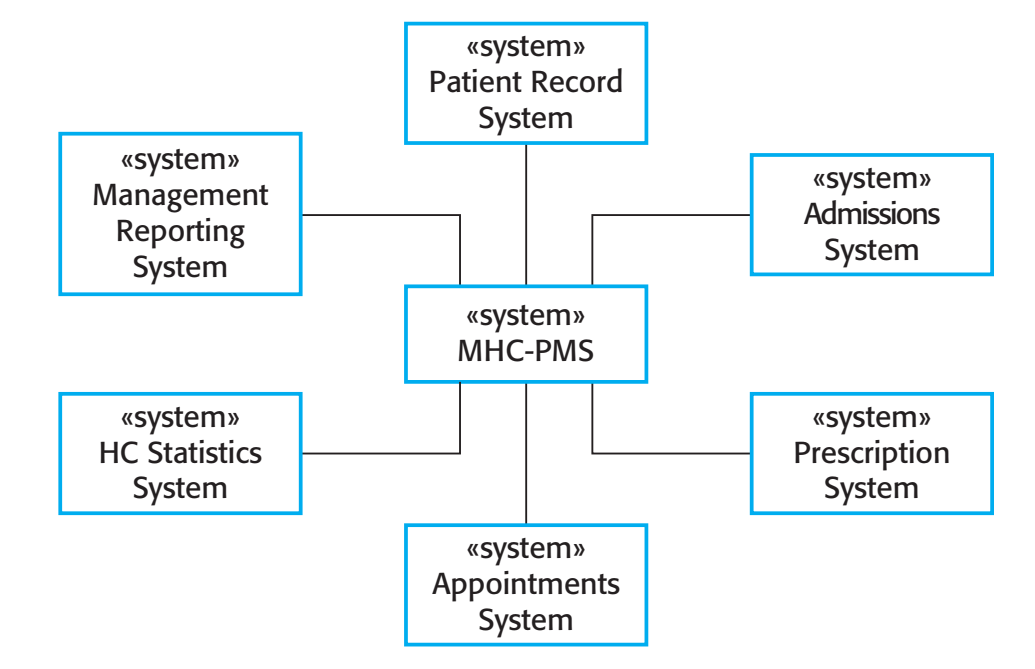 «system»
Patient Record
System
«system»
Management
Reporting
System
«system»
Admissions
System
«system»
MHC-PMS
«system»
HC Statistics
System
«system»
Prescription
System
«system»
Appointments
System